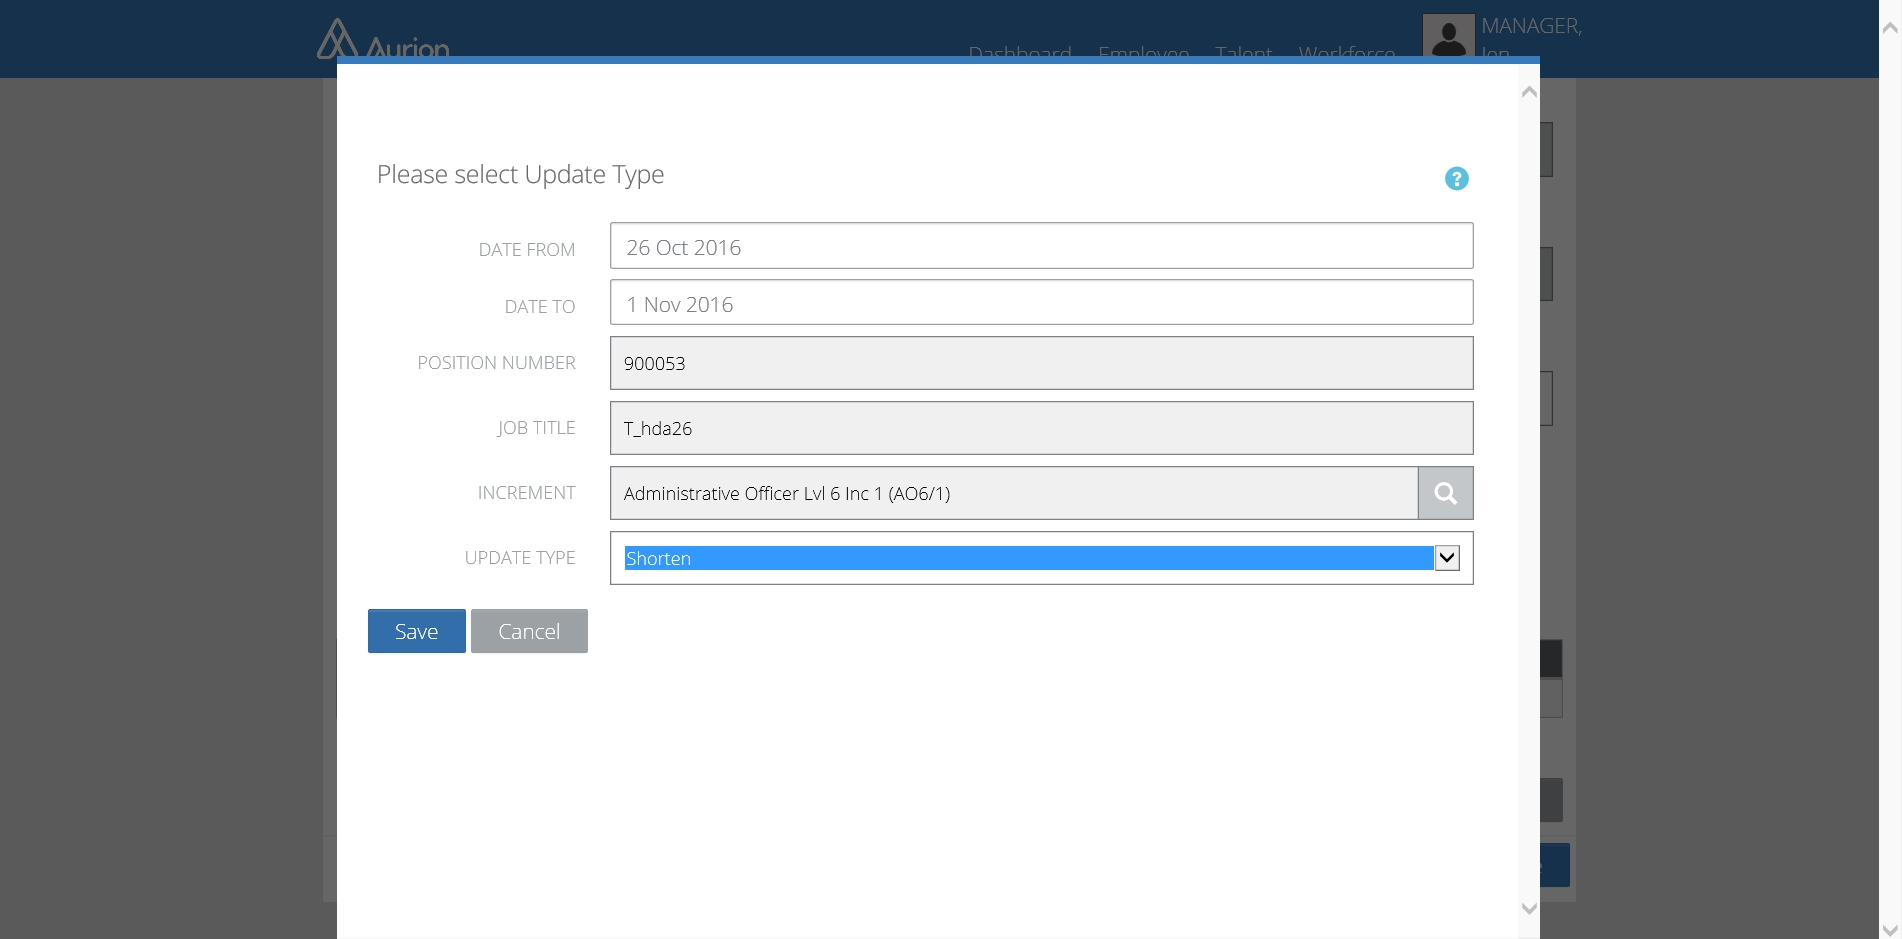 Aurion
Dashboard Employee Talent Workforce
MANAGER,
Jen
Please select Update Type
?
DATE FROM
26 Oct 2016
DATE TO
1 Nov 2016
POSITION NUMBER
900053
JOB TITLE
T_hda26
INCREMENT
Administrative Officer Lvl 6 Inc 1 (AO6/1)
UPDATE TYPE
Shorten
Save Cancel